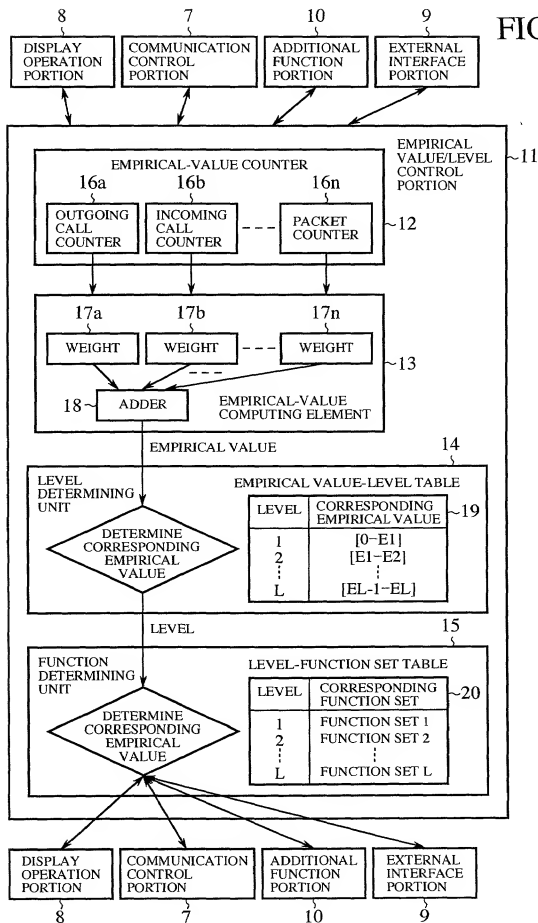 FIG
8
7
10
9
DISPLAY
OPERATION
PORTION
COMMUNICATION
CONTROL
PORTION
ADDITIONAL
FUNCTION
PORTION
EXTERNAL
INTERFACE
PORTION
EMPIRICAL
VALUE/LEVEL
CONTROL
PORTION
11
EMPIRICAL-VALUE COUNTER
16a
16b
16n
OUTGOING
CALL
COUNTER
INCOMING
CALL
COUNTER
PACKET
COUNTER
12
17a
17b
17n
WEIGHT
WEIGHT
WEIGHT
13
18
ADDER
EMPIRICAL-VALUE
COMPUTING ELEMENT
EMPIRICAL VALUE
14
LEVEL
DETERMINING
UNIT
DETERMINE
CORRESPONDING
EMPIRICAL
VALUE
EMPIRICAL VALUE-LEVEL TABLE
19
LEVEL CORRESPONDING
EMPIRICAL VALUE
1 [0-E1]
2 [E1-E2]
L [EL-1-EL]
LEVEL
15
FUNCTION
DETERMINING
UNIT
DETERMINE
CORRESPONDING
EMPIRICAL
VALUE
LEVEL-FUNCTION SET TABLE
20
LEVEL CORRESPONDING
FUNCTION SET
1 FUNCTION SET 1
2 FUNCTION SET 2
L FUNCTION SET L
DISPLAY
OPERATION
PORTION
COMMUNICATION
CONTROL
PORTION
ADDITIONAL
FUNCTION
PORTION
EXTERNAL
INTERFACE
PORTION
8
7
10
9